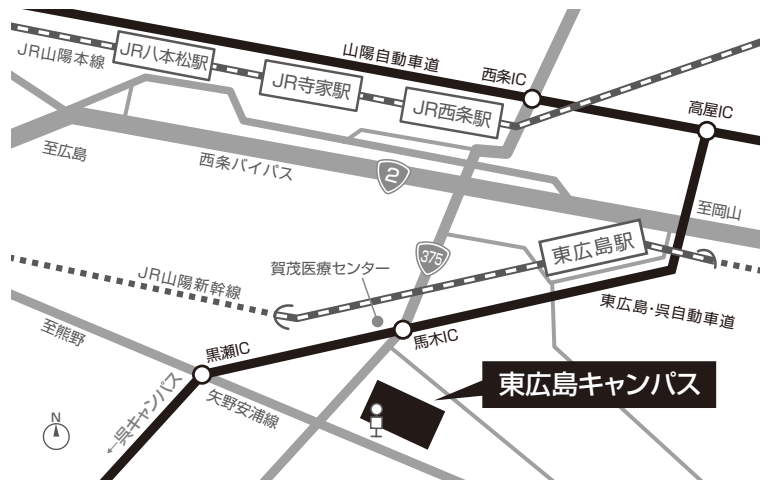 山陽自動車道
JR山陽本線
JR八本松駅
JR寺家駅
JR西条駅
西条IC
高屋IC
至広島
西条バイパス
2
至岡山
375
東広島駅
JR山陽新幹線
賀茂医療センター
東広島・呉自動車道
至熊野
馬木IC
黒瀬IC
東広島キャンパス
矢野安浦線
←呉キャンパス
N